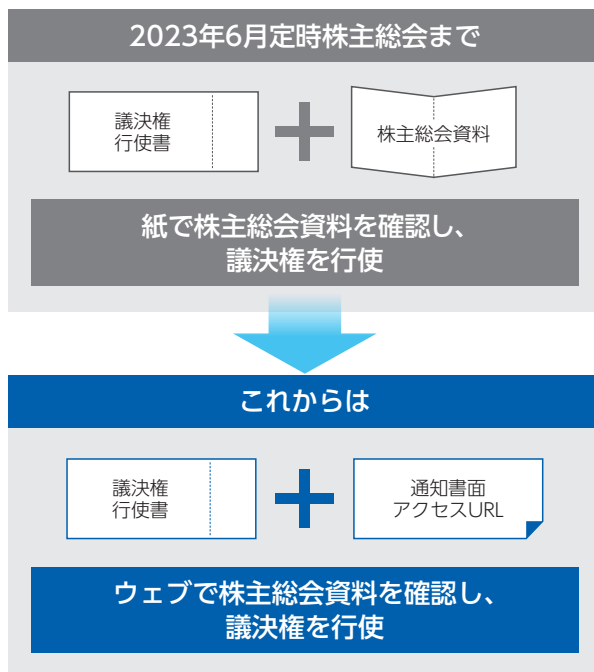 2023年6月定時株主総会まで
議決権
行使書
株主総会資料
紙で株主総会資料を確認し、
議決権を行使
これからは
議決権
行使書
通知書面
アクセスURL
ウェブで株主総会資料を確認し、
議決権を行使